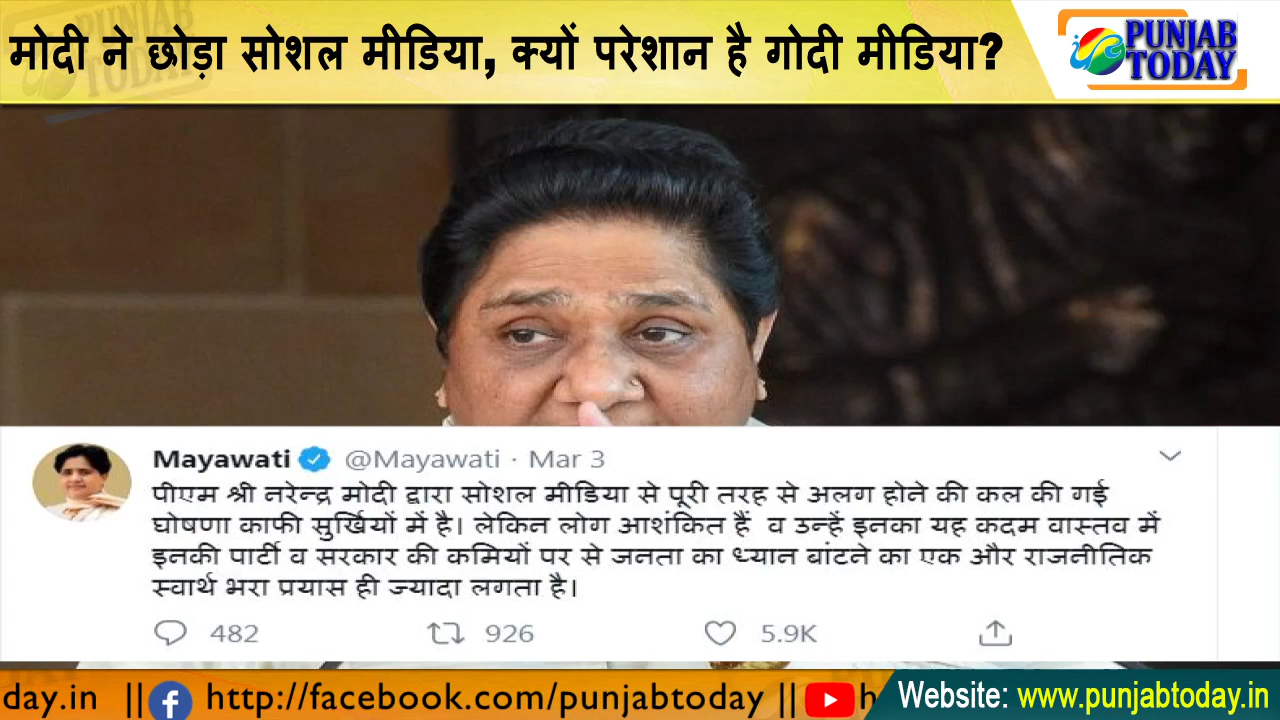 मोदी ने छोड़ा सोशल मीडिया, क्यों परेशान है गोदी मीडिया?
PUNJAB
TODAY
Mayawati @Mayawati · Mar 3
पीएम श्री नरेन्द्र मोदी द्वारा सोशल मीडिया से पूरी तरह से अलग होने की कल की गई
घोषणा काफी सुर्खियों में है। लेकिन लोग आशंकित हैं व उन्हें इनका यह कदम वास्तव में
इनकी पार्टी व सरकार की कमियों पर से जनता का ध्यान बांटने का एक और राजनीतिक
स्वार्थ भरा प्रयास ही ज्यादा लगता है।
482 926 5.9K
day.in || http://facebook.com/punjabtoday || h Website: www.punjabtoday.in